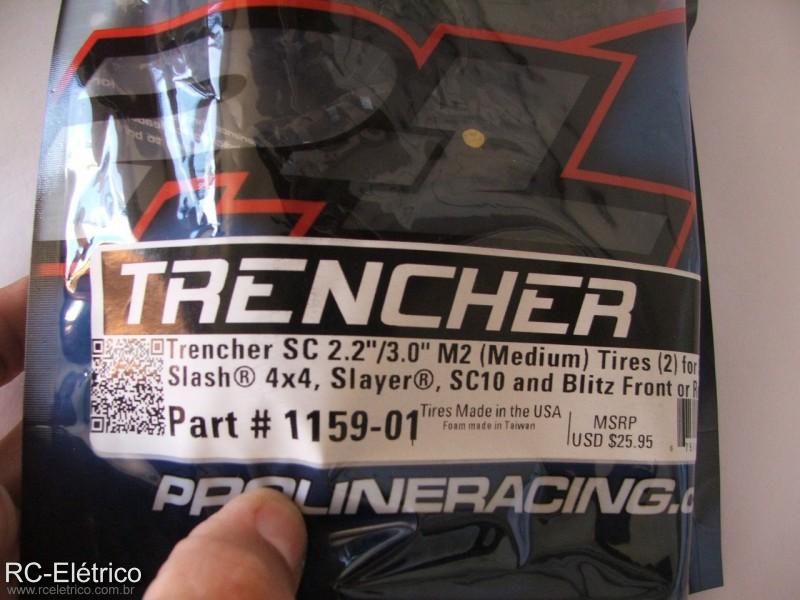 TRENCHER
Trencher SC 2.2"/3.0" M2 (Medium) Tires (2) for
Slash® 4x4, Slayer®, SC10 and Blitz Front or
Part # 1159-01
Tires Made in the USA
Foam made in Taiwan
MSRP
USD $25.95
PROLINERACING.c
RC-Elétrico
www.rceletrico.com.br